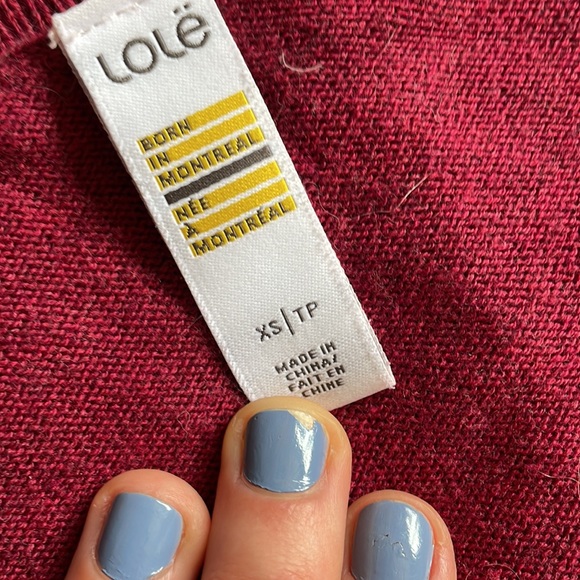 Lolë
BORN
IN
MONTREAL
NÉE
À
MONTRÉAL
XS|TP
MADE IN
CHINA/
FAIT EN
CHINE